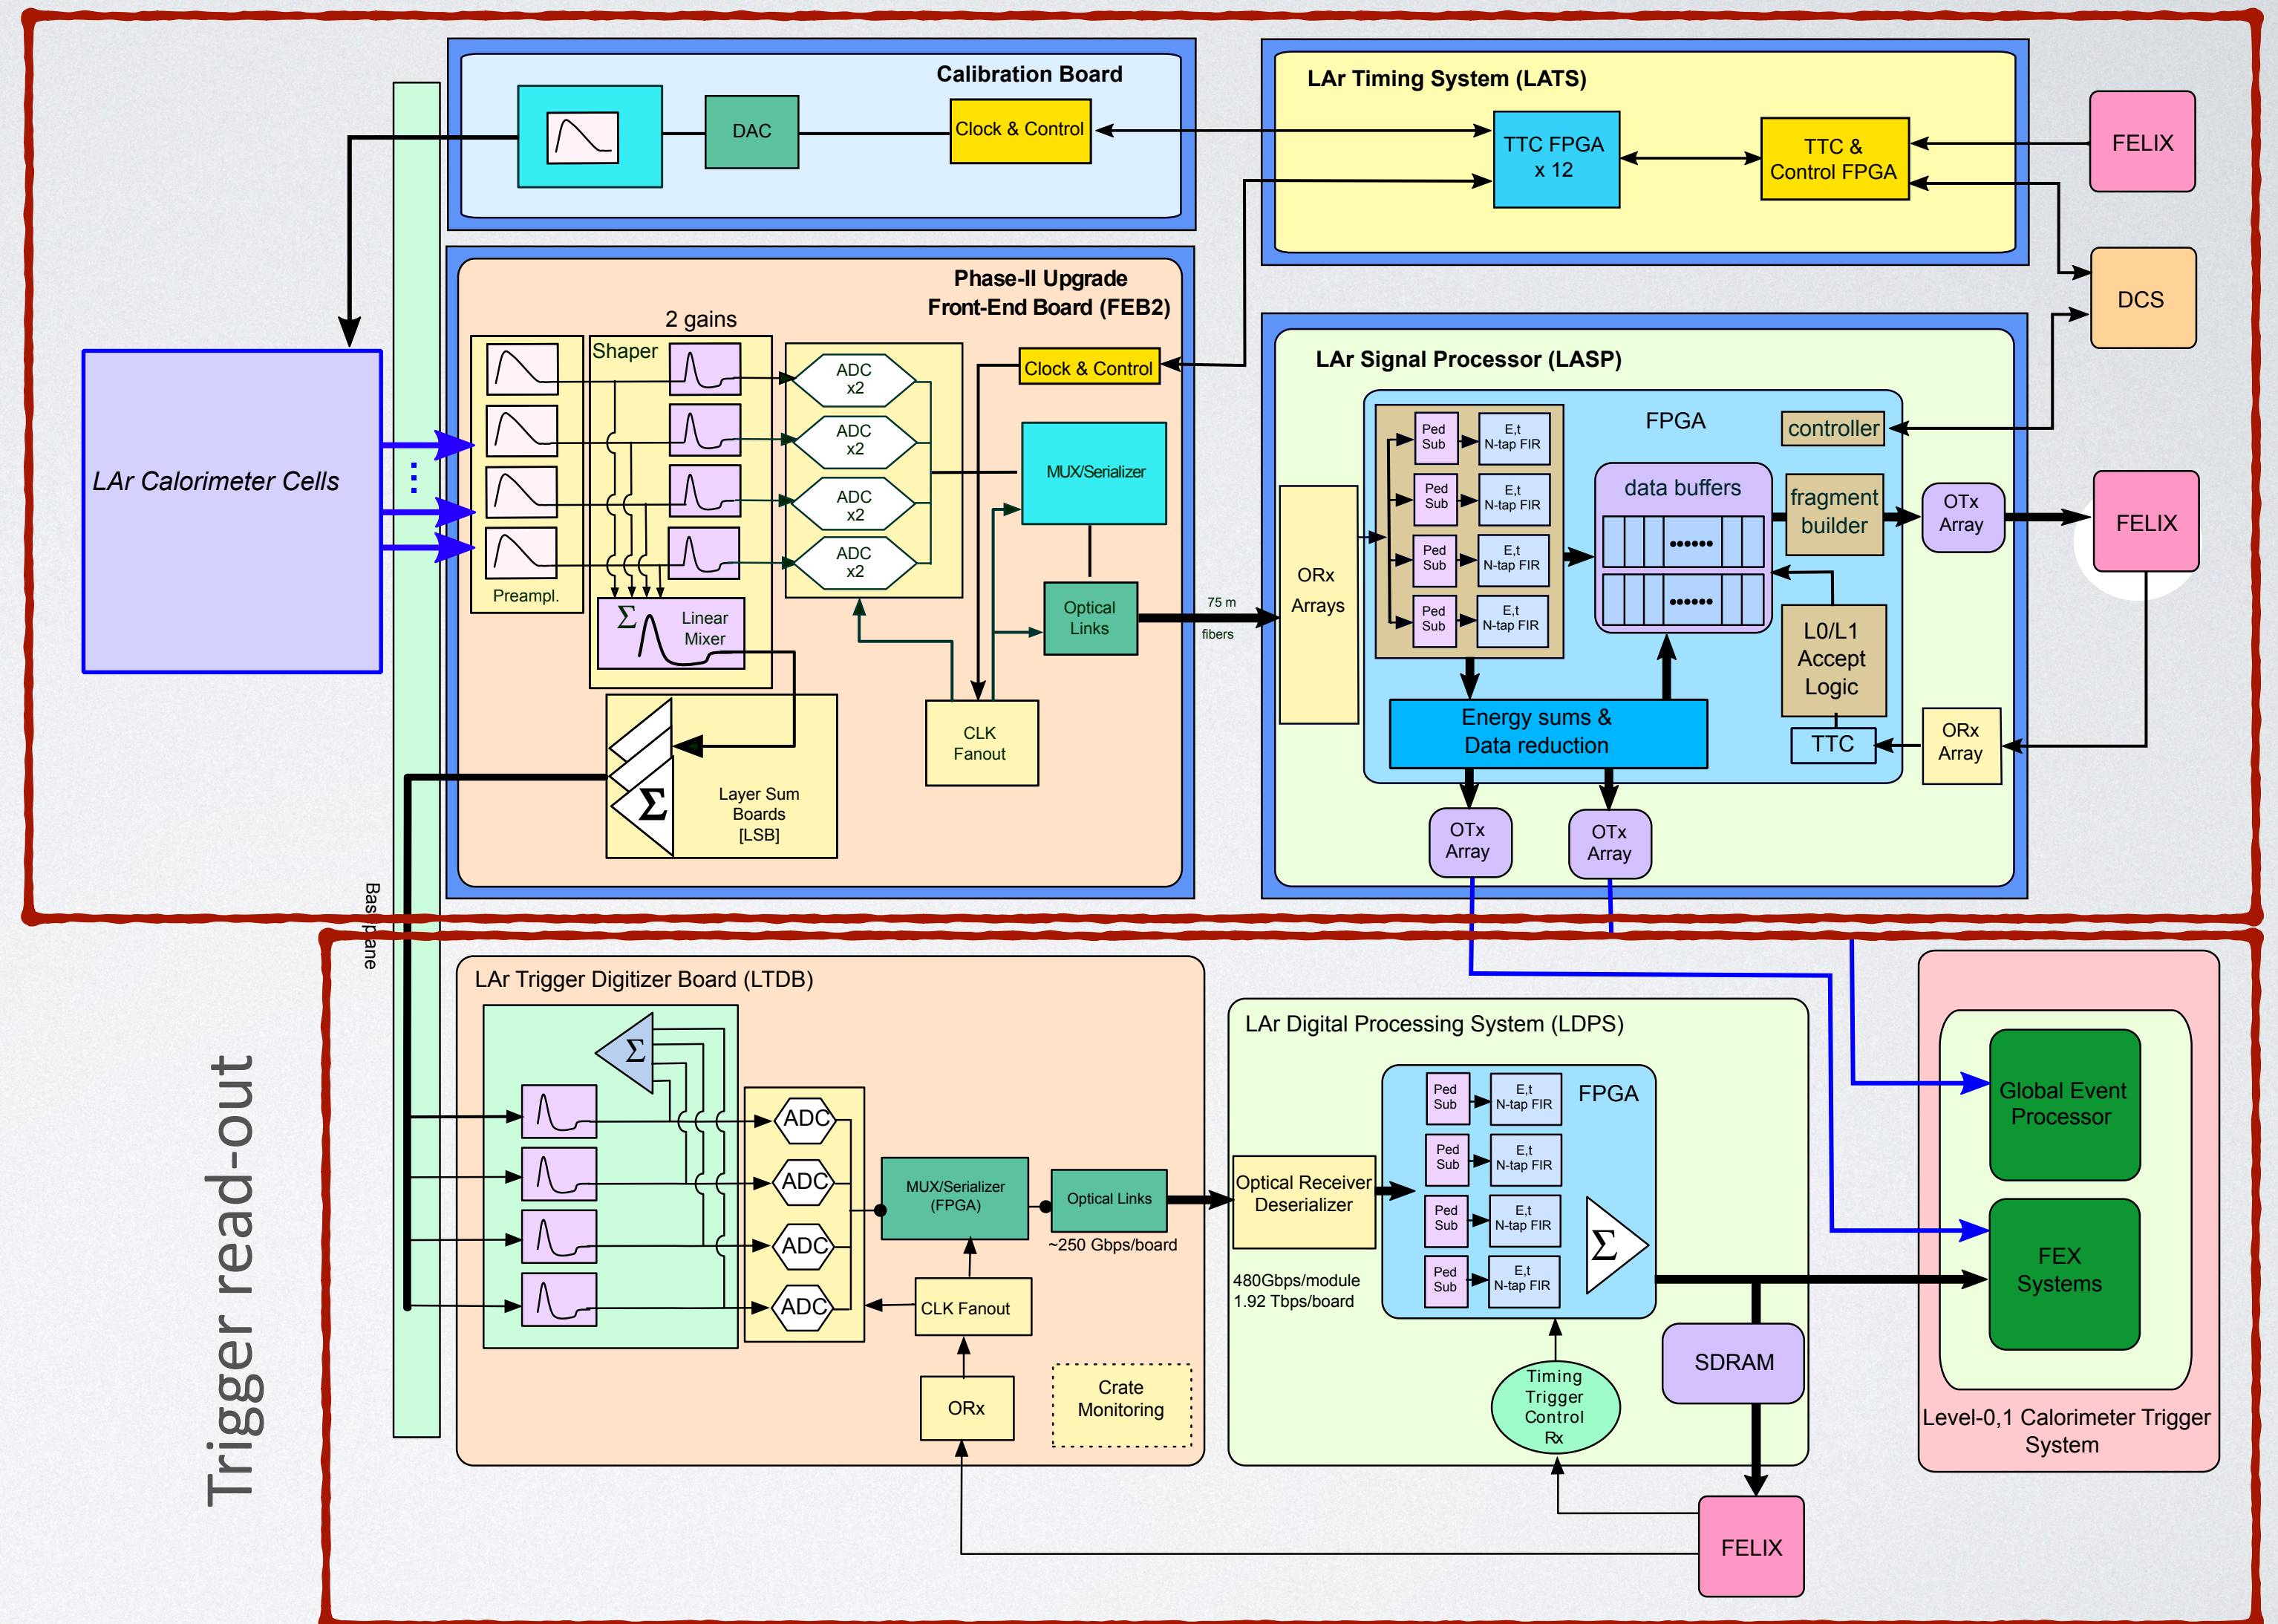 Calibration Board
DAC
Clock & Control
LAr Timing System (LATS)
TTC FPGA
x 12
TTC &
Control FPGA
FELIX
DCS
LAr Calorimeter Cells
Phase-II Upgrade
Front-End Board (FEB2)
2 gains
Shaper
Preampl.
ADC
x2
ADC
x2
ADC
x2
ADC
x2
Σ
Linear
Mixer
Clock & Control
MUX/Serializer
Optical
Links
CLK
Fanout
Σ
Layer Sum
Boards
[LSB]
75 m
fibers
LAr Signal Processor (LASP)
ORx
Arrays
FPGA
Ped
Sub
E,t
N-tap FIR
Ped
Sub
E,t
N-tap FIR
Ped
Sub
E,t
N-tap FIR
Ped
Sub
E,t
N-tap FIR
controller
data buffers
fragment
builder
OTx
Array
FELIX
L0/L1
Accept
Logic
TTC
ORx
Array
Energy sums &
Data reduction
OTx
Array
OTx
Array
Trigger read-out
LAr Trigger Digitizer Board (LTDB)
Σ
ADC
ADC
ADC
ADC
MUX/Serializer
(FPGA)
Optical Links
~250 Gbps/board
CLK Fanout
ORx
Crate
Monitoring
LAr Digital Processing System (LDPS)
Optical Receiver
Deserializer
480Gbps/module
1.92 Tbps/board
FPGA
Ped
Sub
E,t
N-tap FIR
Ped
Sub
E,t
N-tap FIR
Ped
Sub
E,t
N-tap FIR
Ped
Sub
E,t
N-tap FIR
Σ
Timing
Trigger
Control
Rx
SDRAM
FELIX
Global Event
Processor
FEX
Systems
Level-0,1 Calorimeter Trigger
System